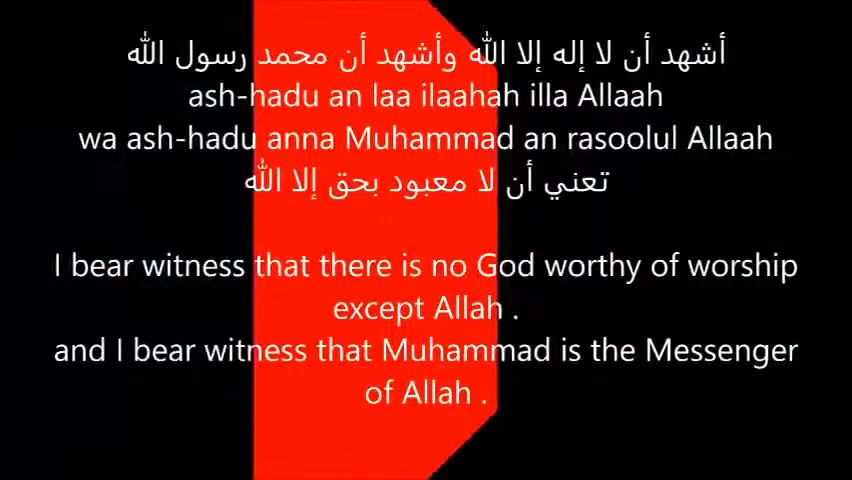 أشهد أن لا إله إلا الله وأشهد أن محمد رسول الله
ash-hadu an laa ilaahah illa Allaah
wa ash-hadu anna Muhammad an rasoolul Allaah
تعني أن لا معبود بحق إلا الله
I bear witness that there is no God worthy of worship
except Allah .
and I bear witness that Muhammad is the Messenger
of Allah .